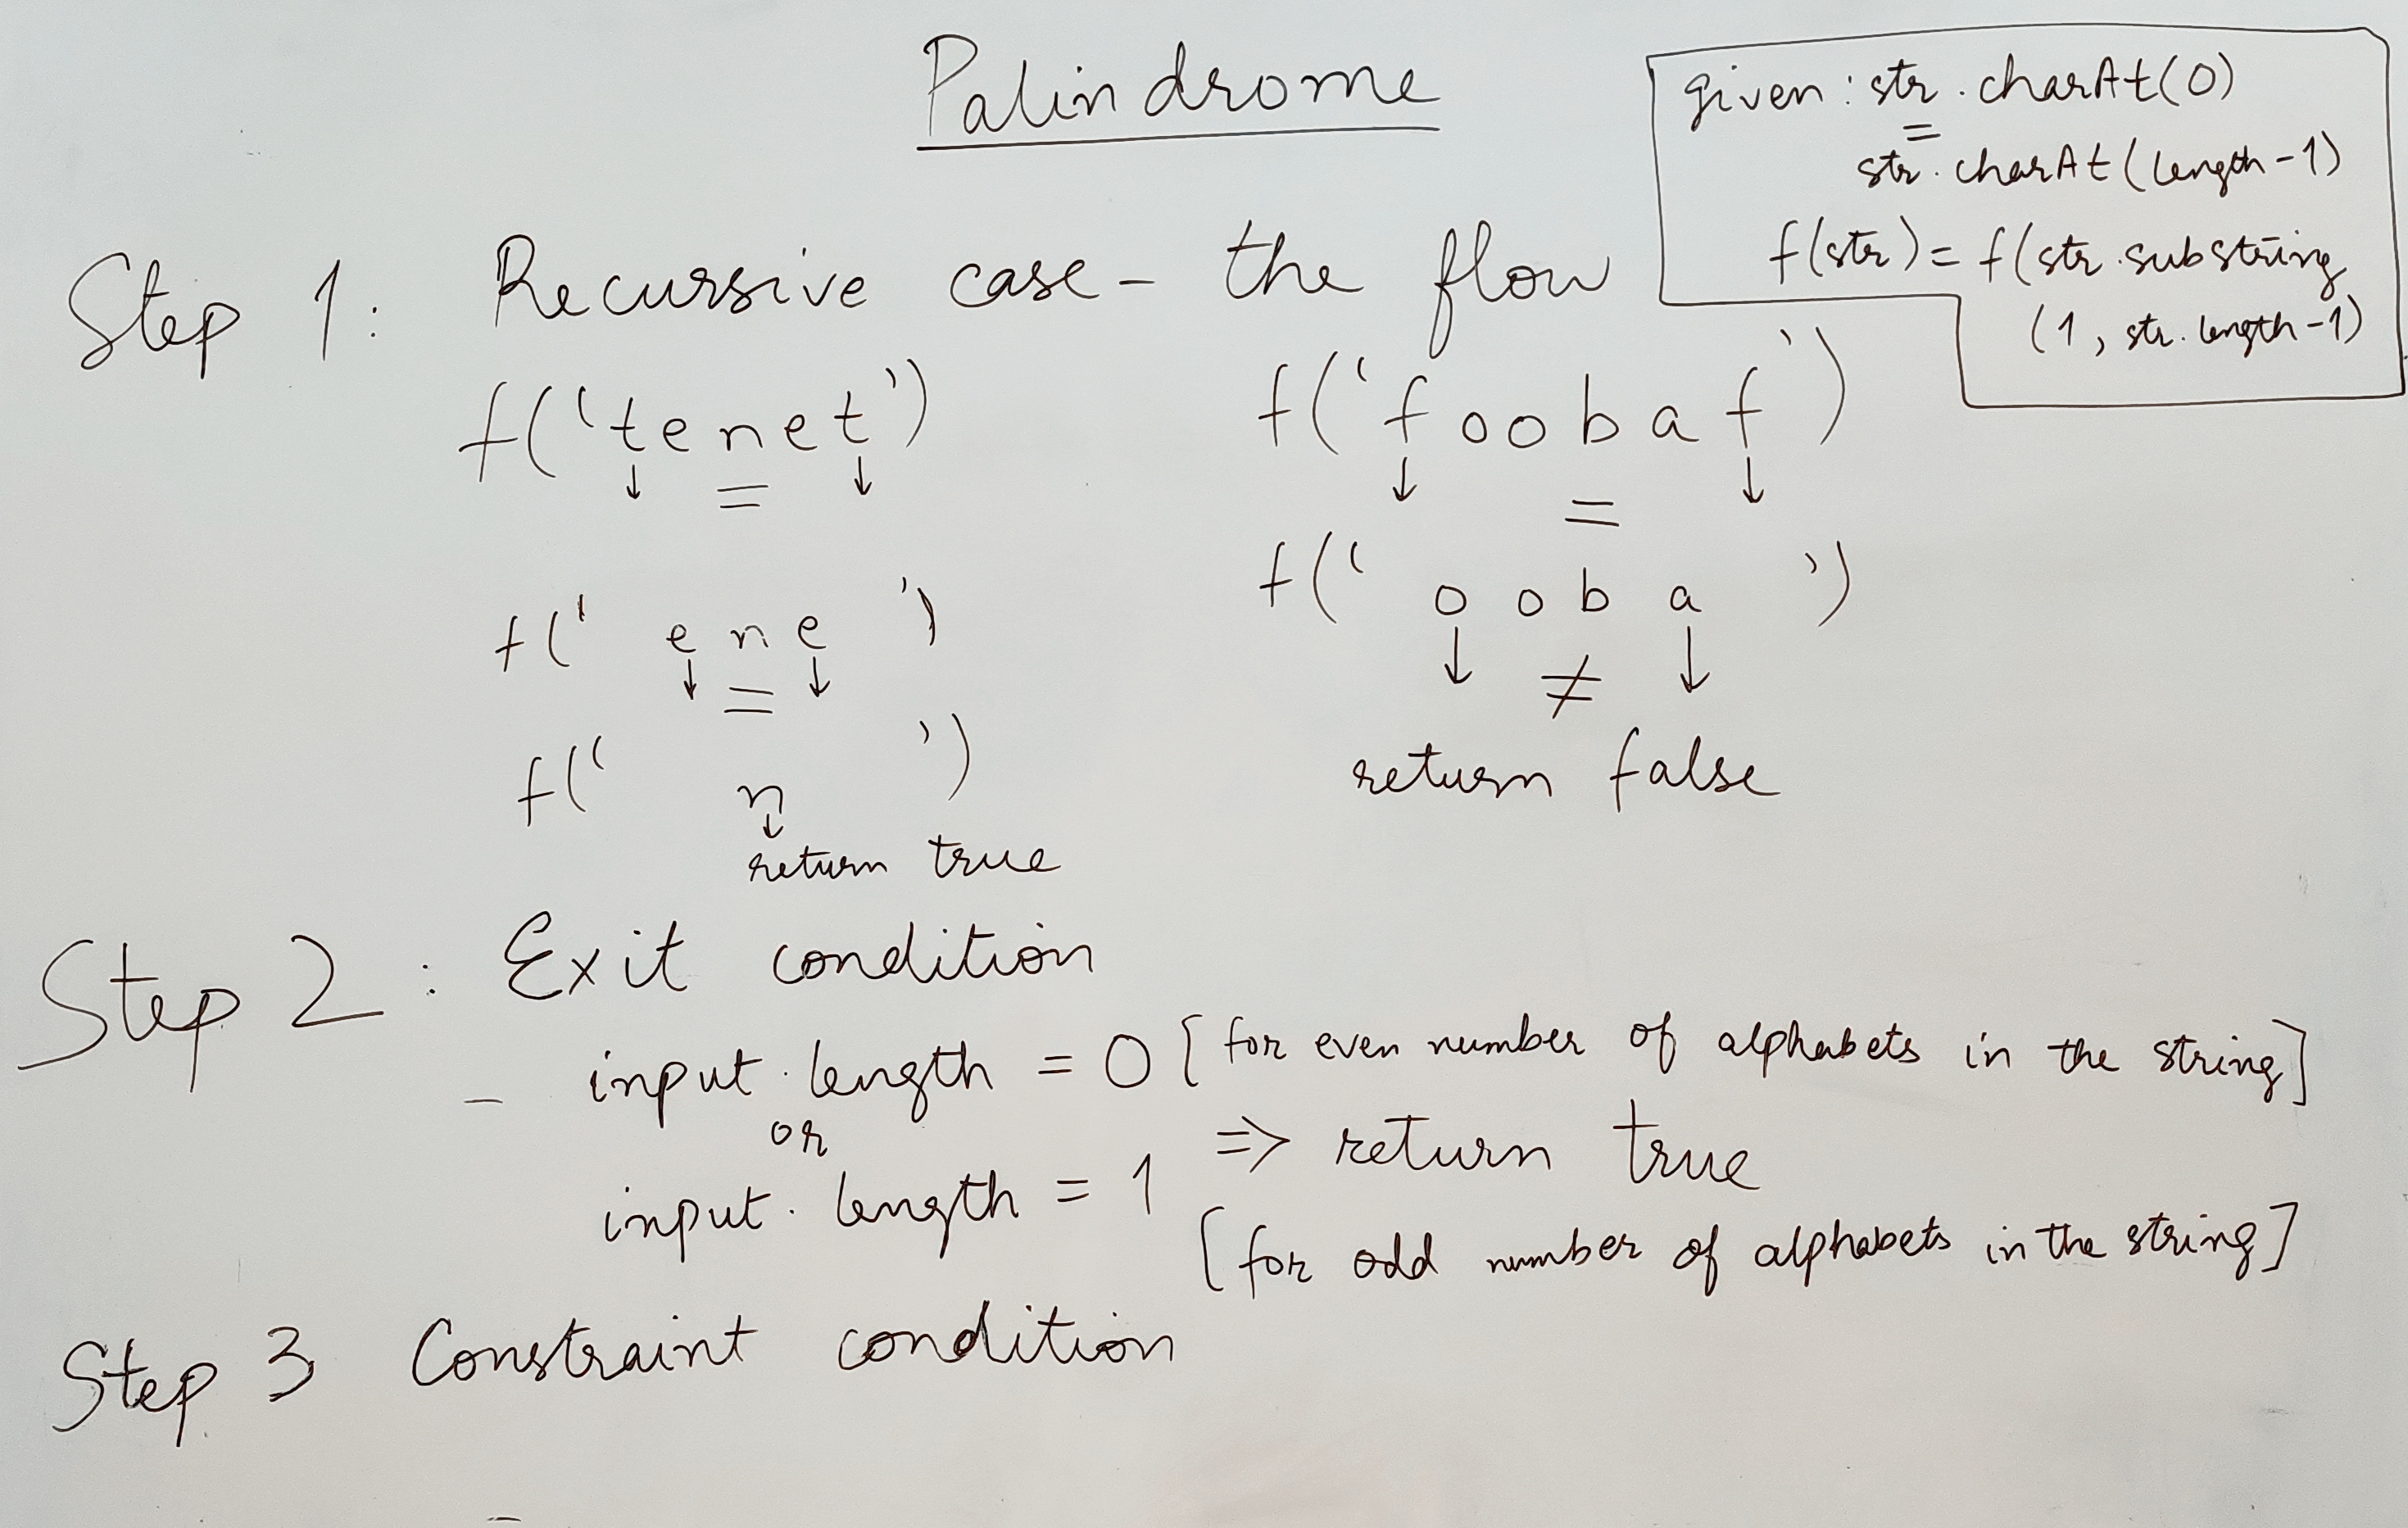 Palindrome
given : str.charAt(0)
=
str.charAt(length-1)
f(str) = f(str.substring
(1, str.length-1)
Step 1: Recursive case - the flow
f('tenet')
↓ = ↓
f('ene')
↓ = ↓
f('n')
↓
return true
f('foobaf')
↓ = ↓
f('ooba')
↓ ≠ ↓
return false
Step 2: Exit condition
- input.length = 0 [for even number of alphabets in the string]
or ⇒ return true
input.length = 1 [for odd number of alphabets in the string]
Step 3 Constraint condition